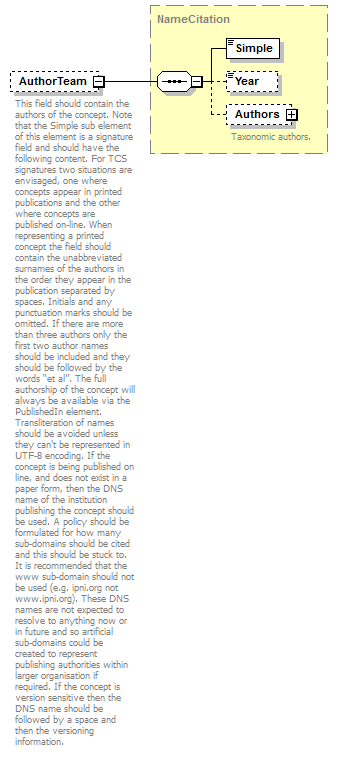 NameCitation
Simple
AuthorTeam
Year
Authors
Taxonomic authors.
This field should contain the
authors of the concept. Note
that the Simple sub element
of this element is a signature
field and should have the
following content. For TCS
signatures two situations are
envisaged, one where
concepts appear in printed
publications and the other
where concepts are
published on-line. When
representing a printed
concept the field should
contain the unabbreviated
surnames of the authors in
the order they appear in the
publication separated by
spaces. Initials and any
punctuation marks should be
omitted. If there are more
than three authors only the
first two author names
should be included and they
should be followed by the
words “et al”. The full
authorship of the concept will
always be available via the
PublishedIn element.
Transliteration of names
should be avoided unless
they can't be represented in
UTF-8 encoding. If the
concept is being published on
line, and does not exist in a
paper form, then the DNS
name of the institution
publishing the concept should
be used. A policy should be
formulated for how many
sub-domains should be cited
and this should be stuck to.
It is recommended that the
www sub-domain should not
be used (e.g. ipni.org not
www.ipni.org). These DNS
names are not expected to
resolve to anything now or
in future and so artificial
sub-domains could be
created to represent
publishing authorities within
larger organisation if
required. If the concept is
version sensitive then the
DNS name should be
followed by a space and
then the versioning
information.